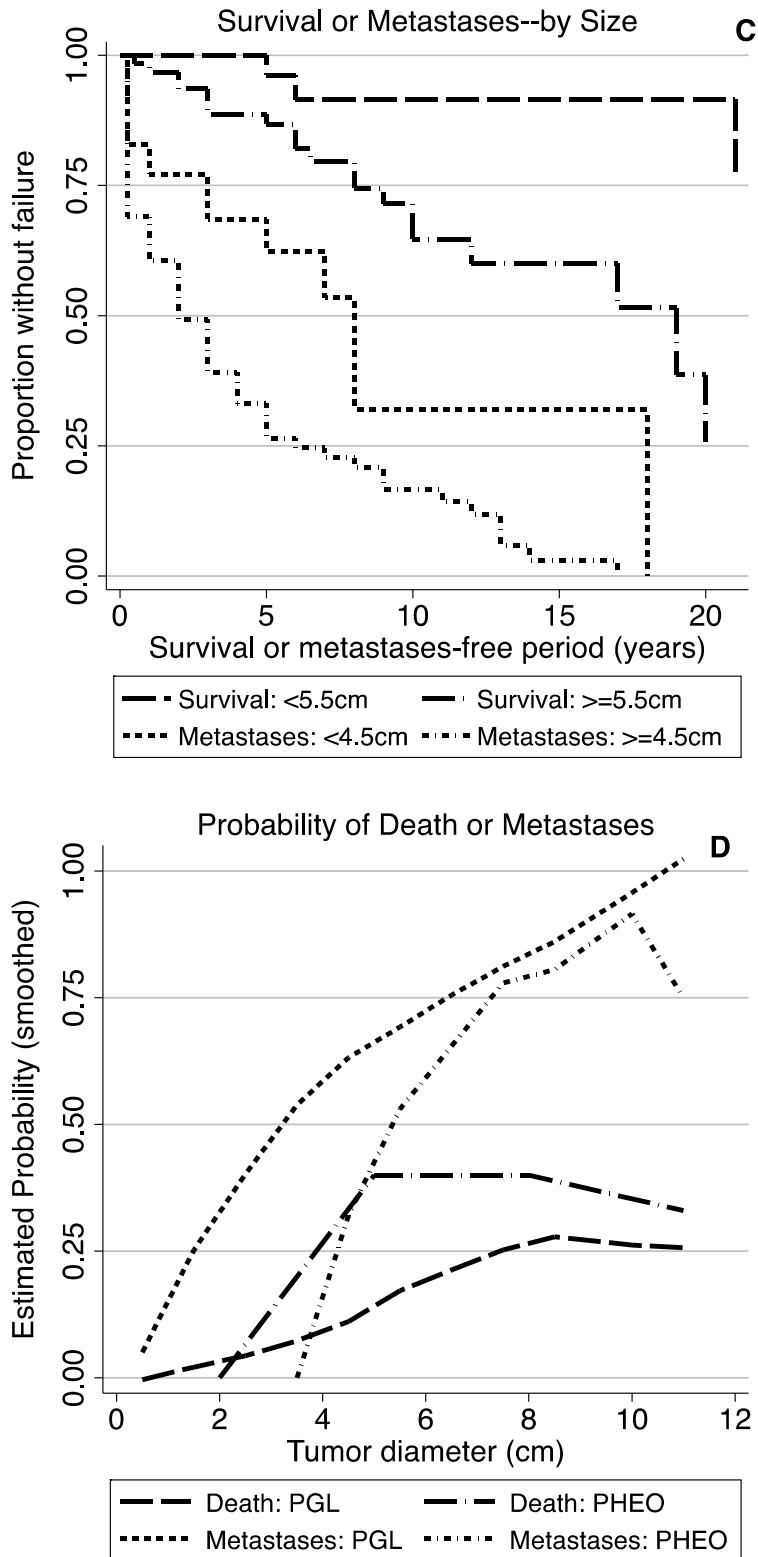 Survival or Metastases--by Size
C
Proportion without failure
1.00
0.75
0.50
0.25
0.00
0 5 10 15 20
Survival or metastases-free period (years)
Survival: <5.5cm Survival: >=5.5cm
Metastases: <4.5cm Metastases: >=4.5cm
Probability of Death or Metastases
D
Estimated Probability (smoothed)
1.00
0.75
0.50
0.25
0.00
0 2 4 6 8 10 12
Tumor diameter (cm)
Death: PGL Death: PHEO
Metastases: PGL Metastases: PHEO